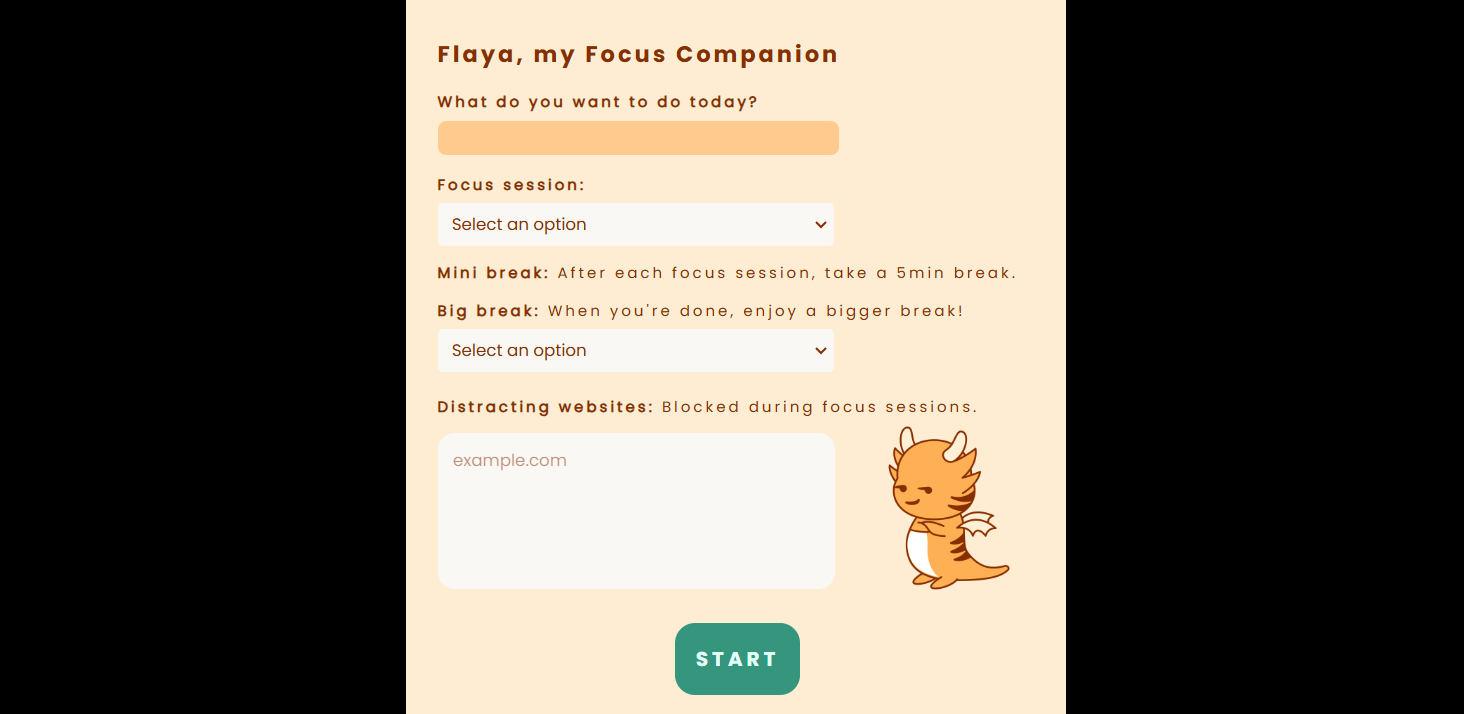 Flaya, my Focus Companion
What do you want to do today?
Focus session:
Select an option
Mini break: After each focus session, take a 5min break.
Big break: When you're done, enjoy a bigger break!
Select an option
Distracting websites: Blocked during focus sessions.
example.com
START